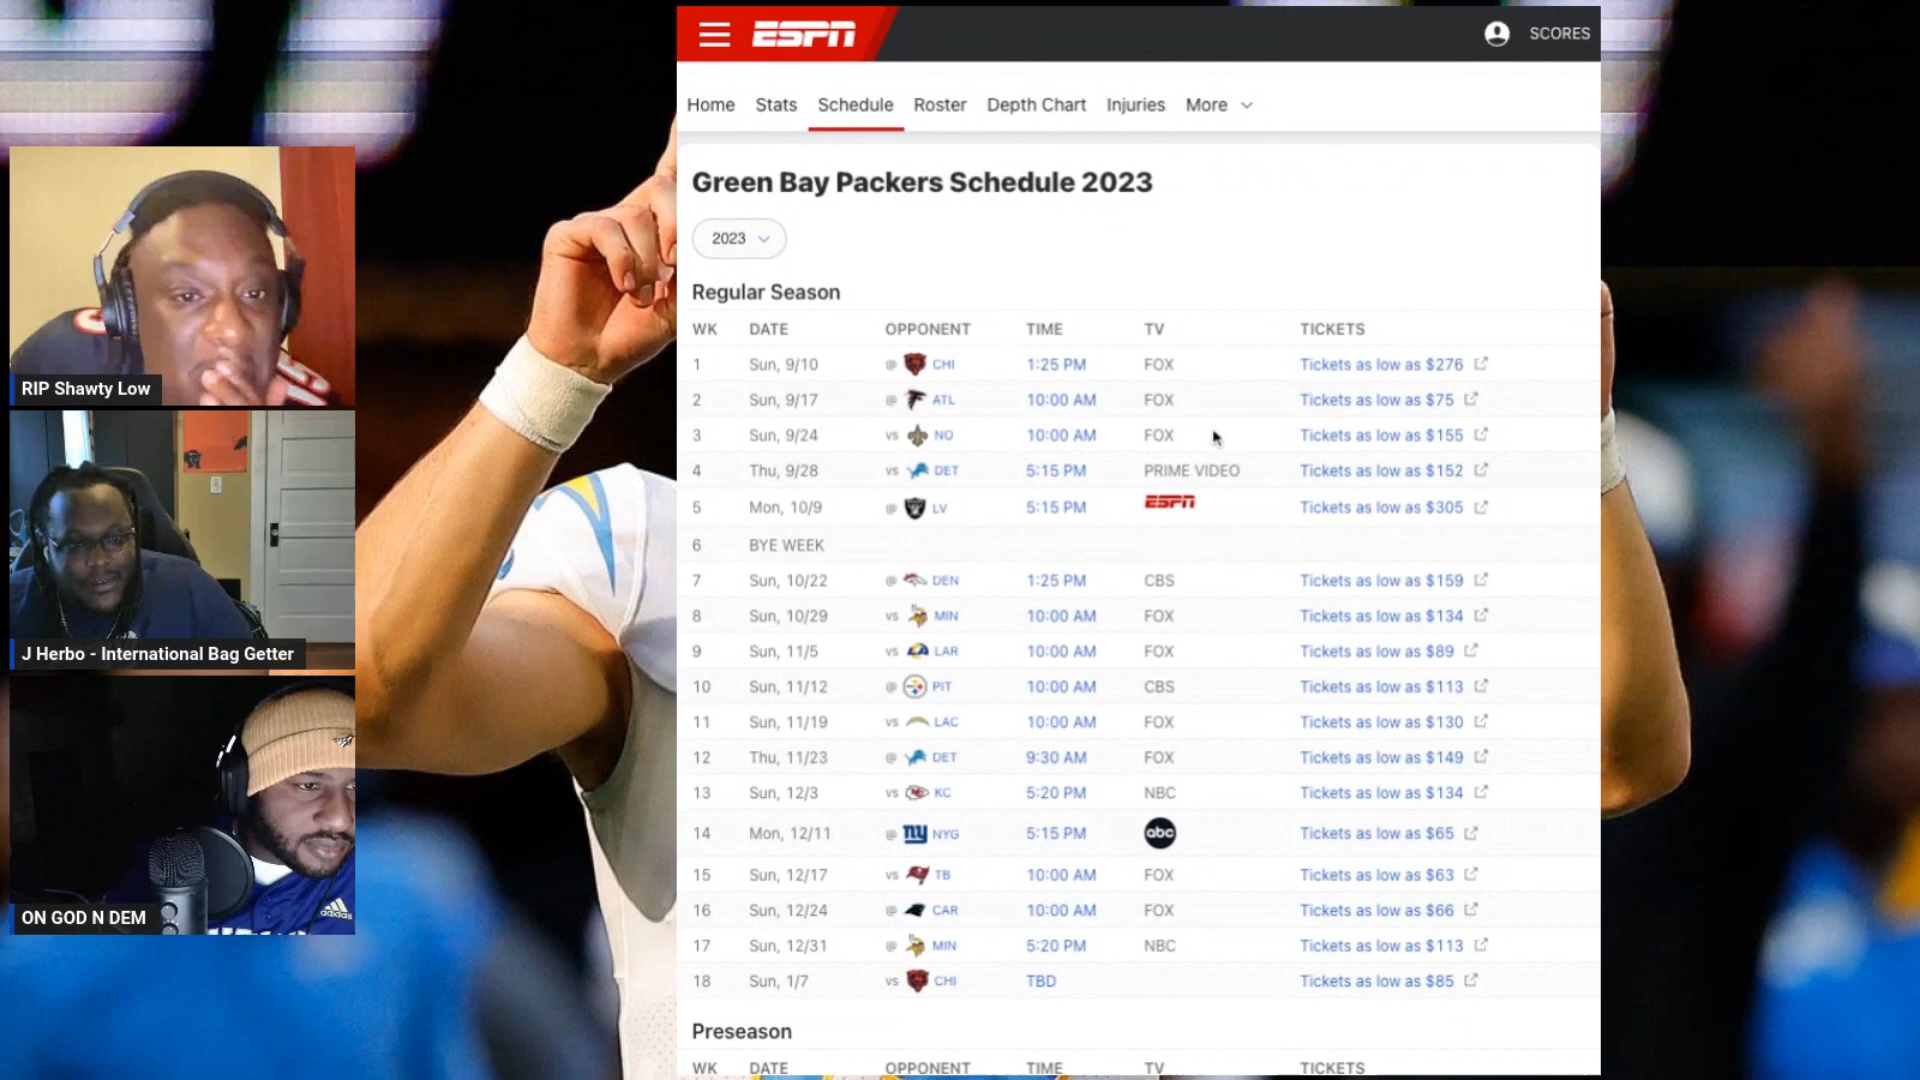 ESPN SCORES
Home Stats Schedule Roster Depth Chart Injuries More
Green Bay Packers Schedule 2023
2023
Regular Season
WK DATE OPPONENT TIME TV TICKETS
1 Sun, 9/10 @ CHI 1:25 PM FOX Tickets as low as $276
2 Sun, 9/17 @ ATL 10:00 AM FOX Tickets as low as $75
3 Sun, 9/24 vs NO 10:00 AM FOX Tickets as low as $155
4 Thu, 9/28 vs DET 5:15 PM PRIME VIDEO Tickets as low as $152
5 Mon, 10/9 @ LV 5:15 PM ESPN Tickets as low as $305
6 BYE WEEK
7 Sun, 10/22 @ DEN 1:25 PM CBS Tickets as low as $159
8 Sun, 10/29 vs MIN 10:00 AM FOX Tickets as low as $134
9 Sun, 11/5 vs LAR 10:00 AM FOX Tickets as low as $89
10 Sun, 11/12 @ PIT 10:00 AM CBS Tickets as low as $113
11 Sun, 11/19 vs LAC 10:00 AM FOX Tickets as low as $130
12 Thu, 11/23 @ DET 9:30 AM FOX Tickets as low as $149
13 Sun, 12/3 vs KC 5:20 PM NBC Tickets as low as $134
14 Mon, 12/11 @ ny NYG 5:15 PM abc Tickets as low as $65
15 Sun, 12/17 vs TB 10:00 AM FOX Tickets as low as $63
16 Sun, 12/24 @ CAR 10:00 AM FOX Tickets as low as $66
17 Sun, 12/31 @ MIN 5:20 PM NBC Tickets as low as $113
18 Sun, 1/7 vs CHI TBD Tickets as low as $85
Preseason
WK DATE OPPONENT TIME TV TICKETS
RIP Shawty Low
J Herbo - International Bag Getter
adidas
ON GOD N DEM